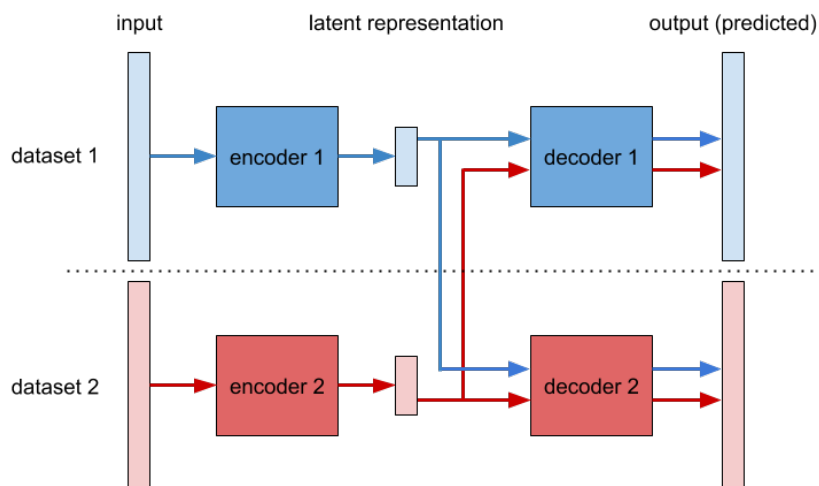 input
latent representation
output (predicted)
dataset 1
encoder 1
decoder 1
dataset 2
encoder 2
decoder 2